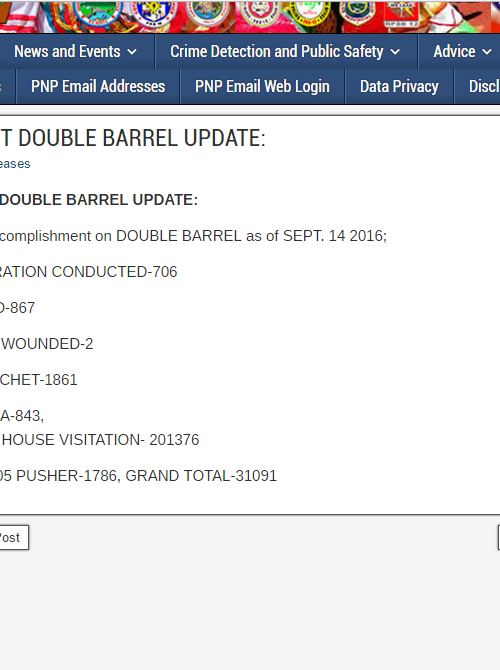 News and Events Crime Detection and Public Safety Advice
PNP Email Addresses PNP Email Web Login Data Privacy Discl
T DOUBLE BARREL UPDATE:
eases
DOUBLE BARREL UPDATE:
complishment on DOUBLE BARREL as of SEPT. 14 2016;
RATION CONDUCTED-706
D-867
WOUNDED-2
CHET-1861
A-843,
HOUSE VISITATION- 201376
05 PUSHER-1786, GRAND TOTAL-31091
Post